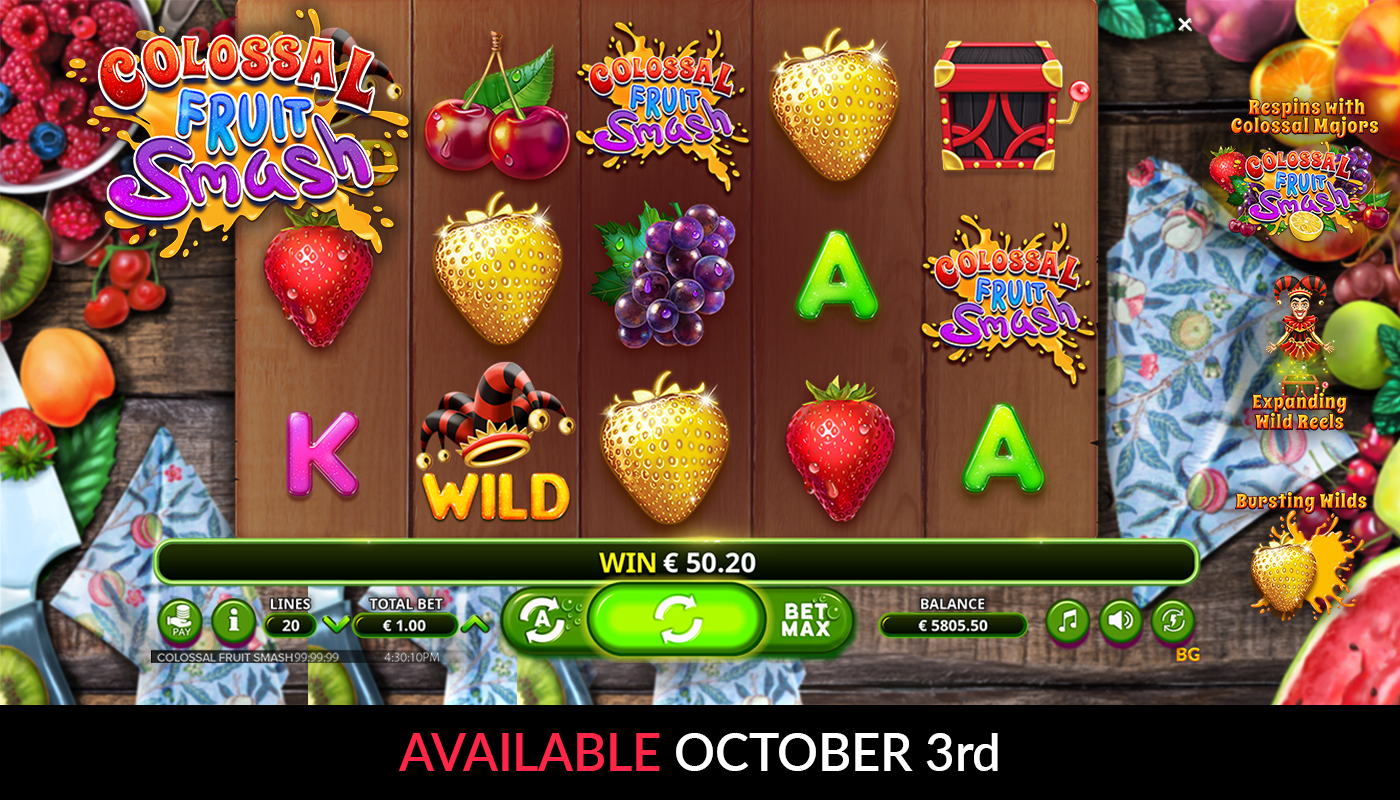 COLOSSAL
FRUIT
Smash
COLOSSAL
FRUIT
Smash
Respins with
Colossal Majors
COLOSSAL
FRUIT
Smash
A
COLOSSAL
FRUIT
Smash
K
WILD
A
Expanding
Wild Reels
Bursting Wilds
WIN € 50.20
PAY
i
LINES
20
TOTAL BET
€ 1.00
A
BET
MAX
BALANCE
€ 5805.50
BG
COLOSSAL FRUIT SMASH99:99:99 4:30:10PM
AVAILABLE OCTOBER 3rd